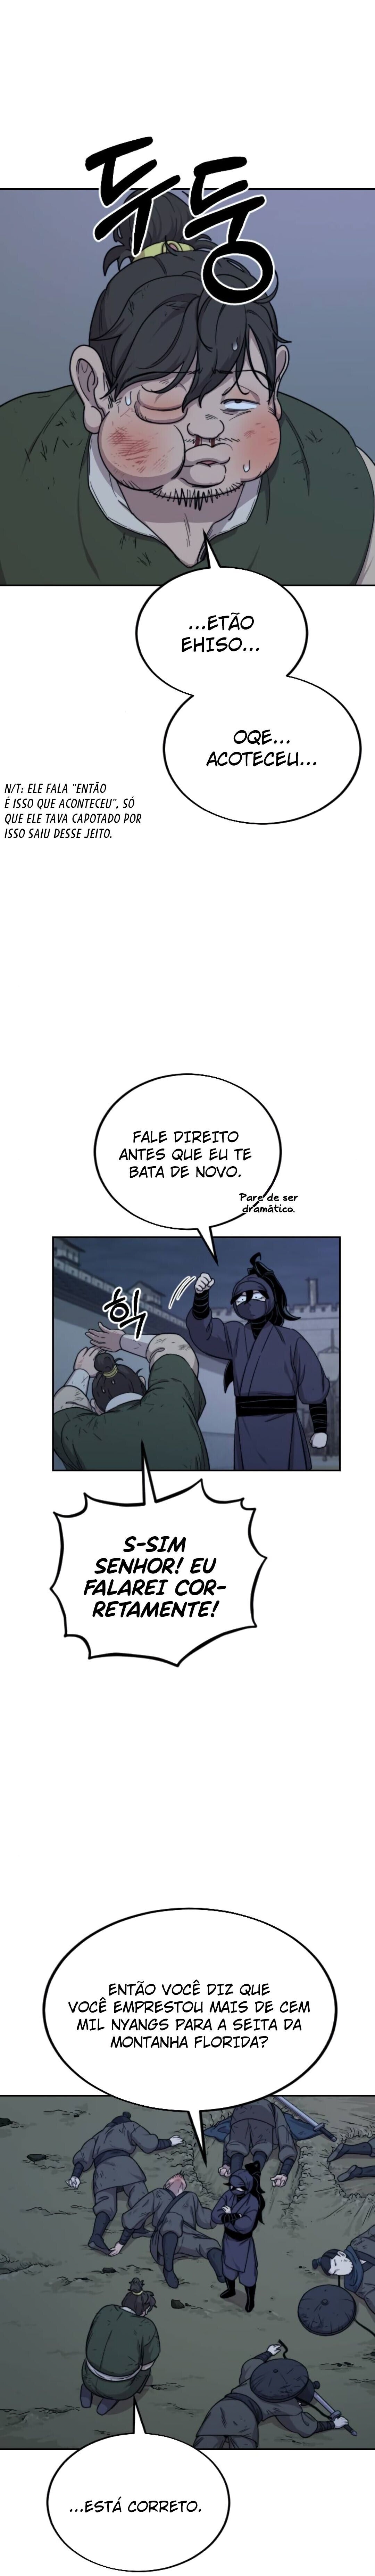 두둥
...ETÃO
EHISO...
OQE...
ACOTECEU...
N/T: ELE FALA "ENTÃO
É ISSO QUE ACONTECEU", SÓ
QUE ELE TAVA CAPOTADO POR
ISSO SAIU DESSE JEITO.
FALE DIREITO
ANTES QUE EU TE
BATA DE NOVO.
Pare de ser
dramático.
힉
S-SIM
SENHOR! EU
FALAREI COR-
RETAMENTE!
ENTÃO VOCÊ DIZ QUE
VOCÊ EMPRESTOU MAIS DE CEM
MIL NYANGS PARA A SEITA DA
MONTANHA FLORIDA?
...ESTÁ CORRETO.